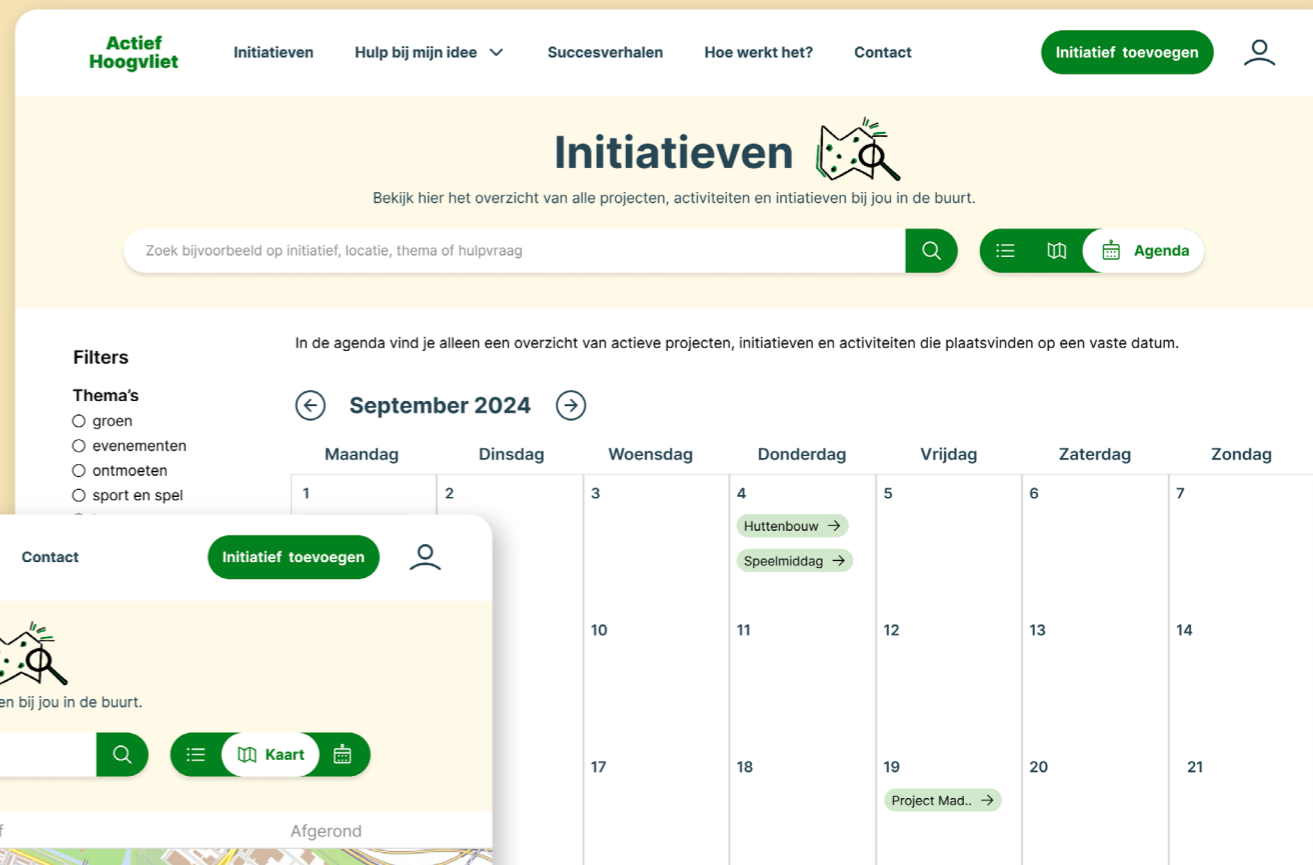 Actief
Hoogvliet
Initiatieven
Hulp bij mijn idee
Succesverhalen
Hoe werkt het?
Contact
Initiatief toevoegen
Initiatieven
Bekijk hier het overzicht van alle projecten, activiteiten en intiatieven bij jou in de buurt.
Zoek bijvoorbeeld op initiatief, locatie, thema of hulpvraag
Agenda
Filters
Thema's
groen
evenementen
ontmoeten
sport en spel
In de agenda vind je alleen een overzicht van actieve projecten, initiatieven en activiteiten die plaatsvinden op een vaste datum.
September 2024
Maandag Dinsdag Woensdag Donderdag Vrijdag Zaterdag Zondag
1 2 3 4 5 6 7
Huttenbouw
Speelmiddag
10 11 12 13 14
17 18 19 20 21
Project Mad..
Contact
Initiatief toevoegen
en bij jou in de buurt.
Kaart
Afgerond